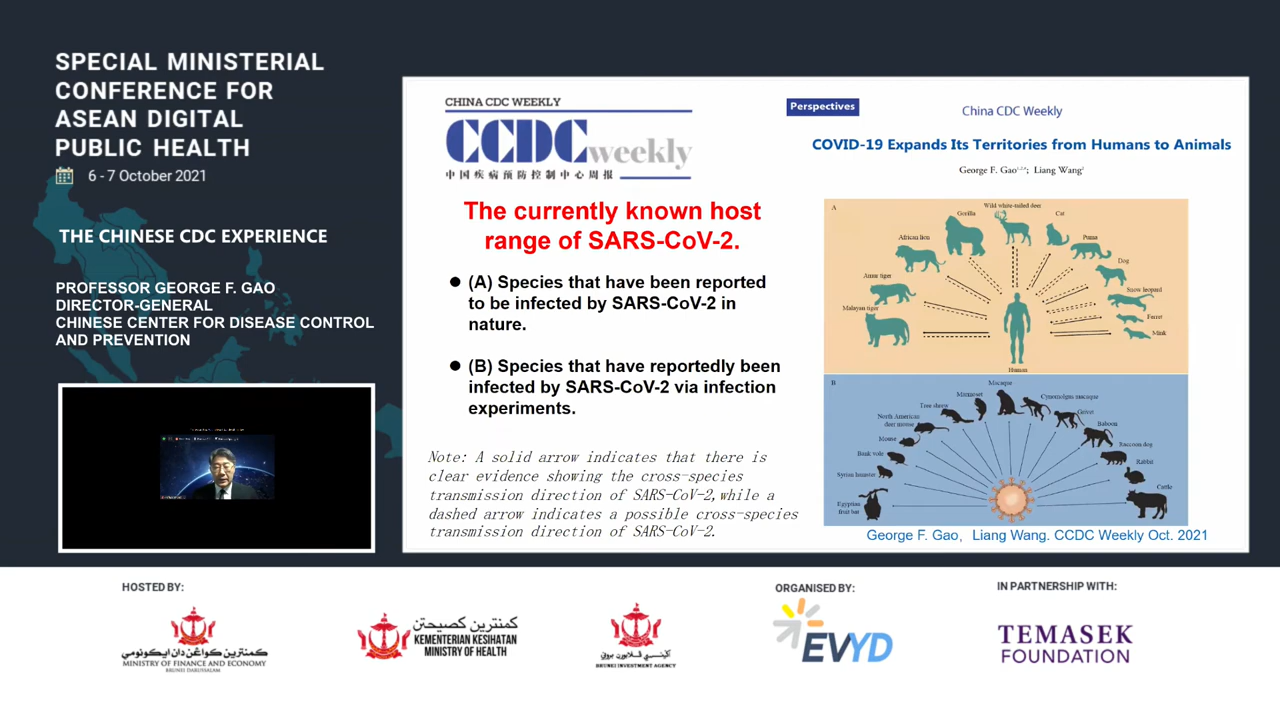 SPECIAL MINISTERIAL
CONFERENCE FOR
ASEAN DIGITAL
PUBLIC HEALTH
6 - 7 October 2021
THE CHINESE CDC EXPERIENCE
PROFESSOR GEORGE F. GAO
DIRECTOR-GENERAL
CHINESE CENTER FOR DISEASE CONTROL
AND PREVENTION
CHINA CDC WEEKLY
CCDC weekly
中国疾病预防控制中心周报
The currently known host
range of SARS-CoV-2.
● (A) Species that have been reported
to be infected by SARS-CoV-2 in
nature.
● (B) Species that have reportedly been
infected by SARS-CoV-2 via infection
experiments.
Note: A solid arrow indicates that there is
clear evidence showing the cross-species
transmission direction of SARS-CoV-2, while a
dashed arrow indicates a possible cross-species
transmission direction of SARS-CoV-2.
Perspectives
China CDC Weekly
COVID-19 Expands Its Territories from Humans to Animals
George F. Gao; Liang Wang
A
Wild white-tailed deer
Gorilla
Cat
African lion
Puma
Dog
Amur tiger
Snow leopard
Malayan tiger
Ferret
Mink
Human
B
Macaque
Marmoset
Cynomolgus macaque
Tree shrew
Grivet
North American
deer mouse
Baboon
Mouse
Raccoon dog
Bank vole
Rabbit
Syrian hamster
Cattle
Egyptian
fruit bat
George F. Gao, Liang Wang. CCDC Weekly Oct. 2021
HOSTED BY:
MINISTRY OF FINANCE AND ECONOMY
BRUNEI DARUSSALAM
كمنترين كصيحتن
KEMENTERIAN KESIHATAN
MINISTRY OF HEALTH
BRUNEI INVESTMENT AGENCY
ORGANISED BY:
EVYD
IN PARTNERSHIP WITH:
TEMASEK
FOUNDATION